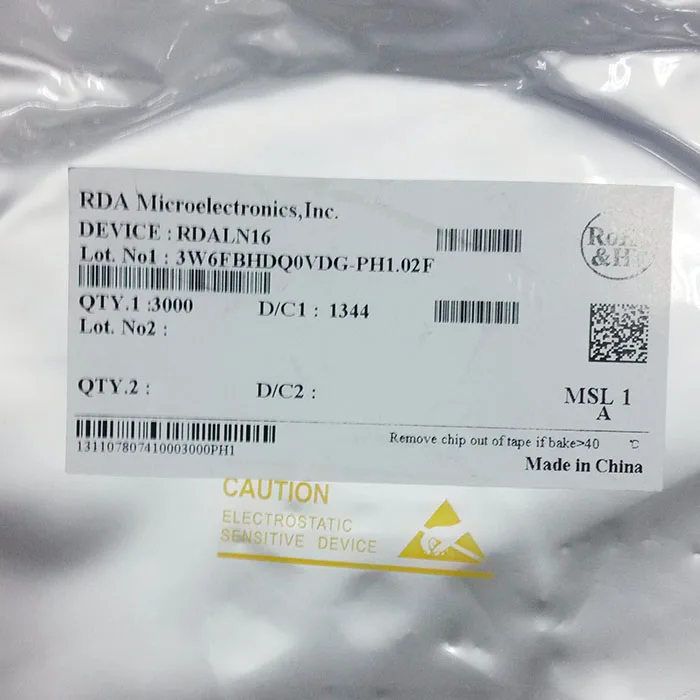 RDA Microelectronics,Inc.
DEVICE : RDALN16
Lot. No1 : 3W6FBHDQ0VDG-PH1.02F
QTY.1 :3000 D/C1 : 1344
Lot. No2 :
QTY.2 : D/C2 :
MSL 1
A
131107807410003000PH1
Remove chip out of tape if bake>40 ℃
Made in China
CAUTION
ELECTROSTATIC
SENSITIVE DEVICE